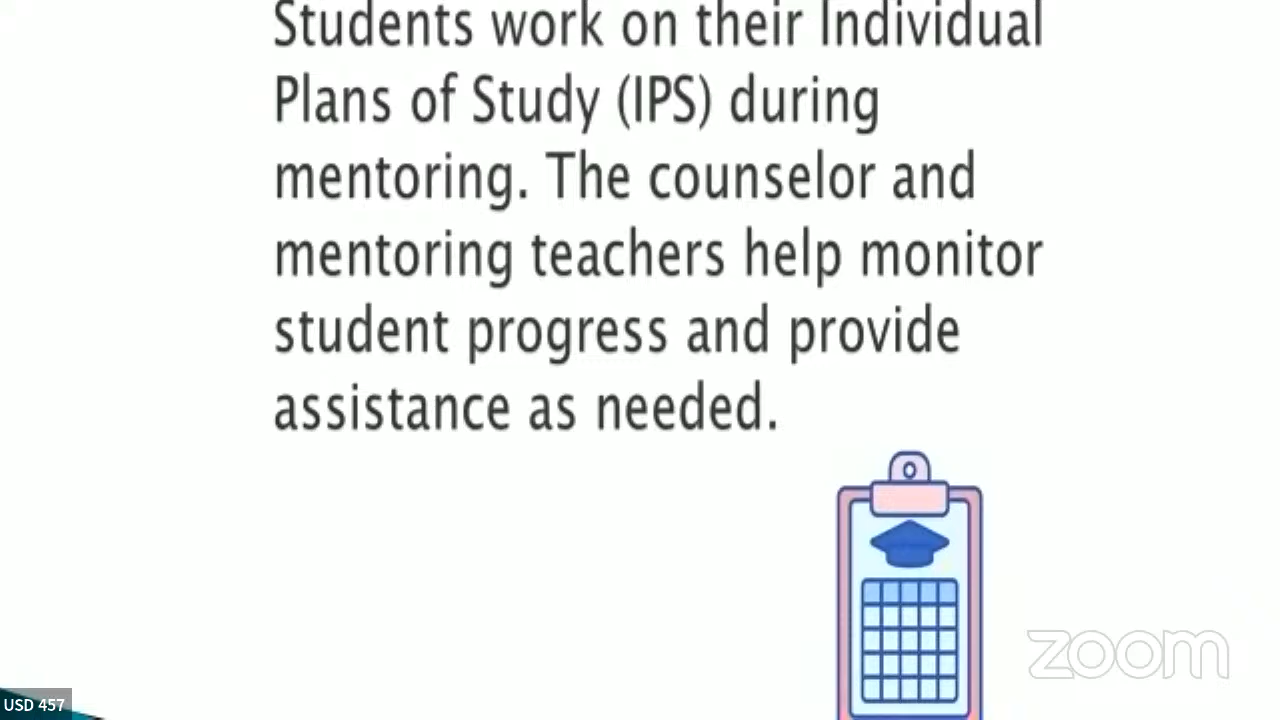 Students work on their Individual
Plans of Study (IPS) during
mentoring. The counselor and
mentoring teachers help monitor
student progress and provide
assistance as needed.
zoom
USD 457